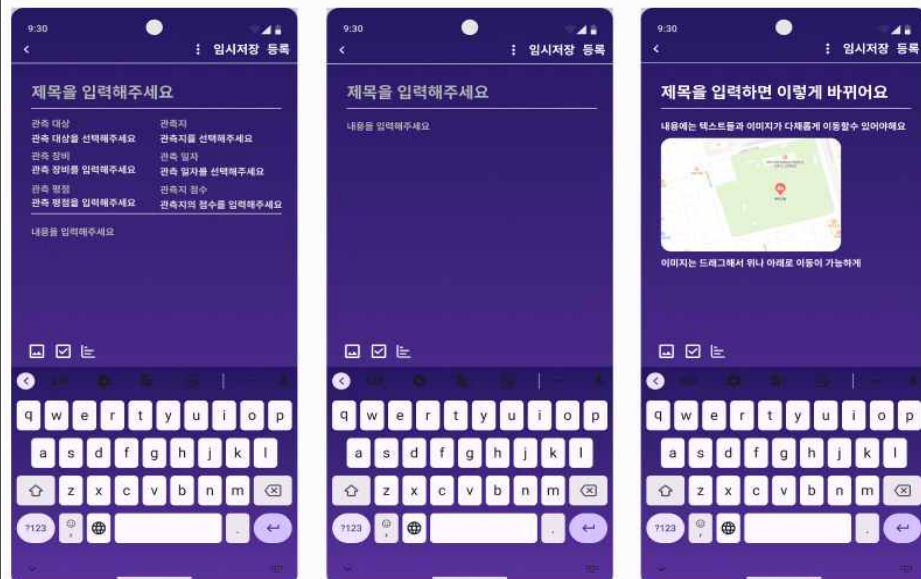 9:30
임시저장 등록
제목을 입력해주세요
관측 대상 관측지
관측 대상을 선택해주세요 관측지를 선택해주세요
관측 장비 관측 일자
관측 장비를 입력해주세요 관측 일자를 선택해주세요
관측 평점 관측지 점수
관측 평점을 입력해주세요 관측지의 점수를 입력해주세요
내용을 입력해주세요
q w e r t y u i o p
a s d f g h j k l
z x c v b n m
?123 , .
9:30
임시저장 등록
제목을 입력해주세요
내용을 입력해주세요
q w e r t y u i o p
a s d f g h j k l
z x c v b n m
?123 , .
9:30
임시저장 등록
제목을 입력하면 이렇게 바뀌어요
내용에는 텍스트들과 이미지가 다채롭게 이동할수 있어야해요
이미지는 드래그해서 위나 아래로 이동이 가능하게
q w e r t y u i o p
a s d f g h j k l
z x c v b n m
?123 , .